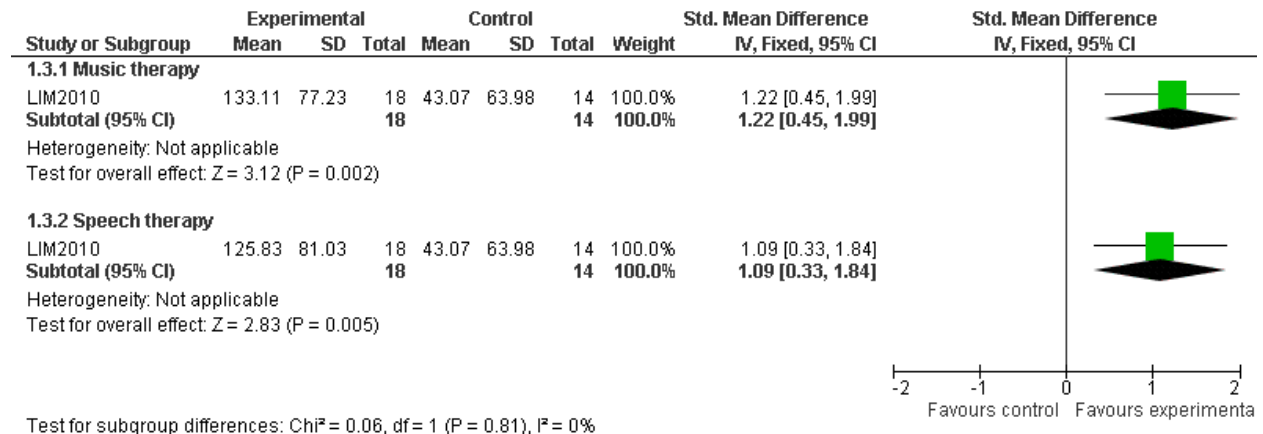 Experimental Control Std. Mean Difference Std. Mean Difference
Study or Subgroup Mean SD Total Mean SD Total Weight IV, Fixed, 95% CI IV, Fixed, 95% CI
1.3.1 Music therapy
LIM2010 133.11 77.23 18 43.07 63.98 14 100.0% 1.22 [0.45, 1.99]
Subtotal (95% CI) 18 14 100.0% 1.22 [0.45, 1.99]
Heterogeneity: Not applicable
Test for overall effect: Z = 3.12 (P = 0.002)
1.3.2 Speech therapy
LIM2010 125.83 81.03 18 43.07 63.98 14 100.0% 1.09 [0.33, 1.84]
Subtotal (95% CI) 18 14 100.0% 1.09 [0.33, 1.84]
Heterogeneity: Not applicable
Test for overall effect: Z = 2.83 (P = 0.005)
-2 -1 0 1 2
Favours control Favours experimenta
Test for subgroup differences: Chi² = 0.06, df = 1 (P = 0.81), I² = 0%